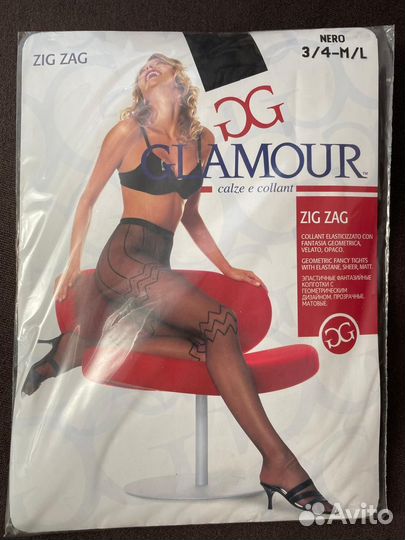 ZIG ZAG
NERO
3/4-M/L
GG
GLAMOUR™
calze e collant
ZIG ZAG
COLLANT ELASTICIZZATO CON
FANTASIA GEOMETRICA,
VELATO, OPACO.
GEOMETRIC FANCY TIGHTS
WITH ELASTANE, SHEER, MATT.
ЭЛАСТИЧНЫЕ ФАНТАЗИЙНЫЕ
КОЛГОТКИ С
ГЕОМЕТРИЧЕСКИМ
ДИЗАЙНОМ, ПРОЗРАЧНЫЕ,
МАТОВЫЕ.
GG
Avito